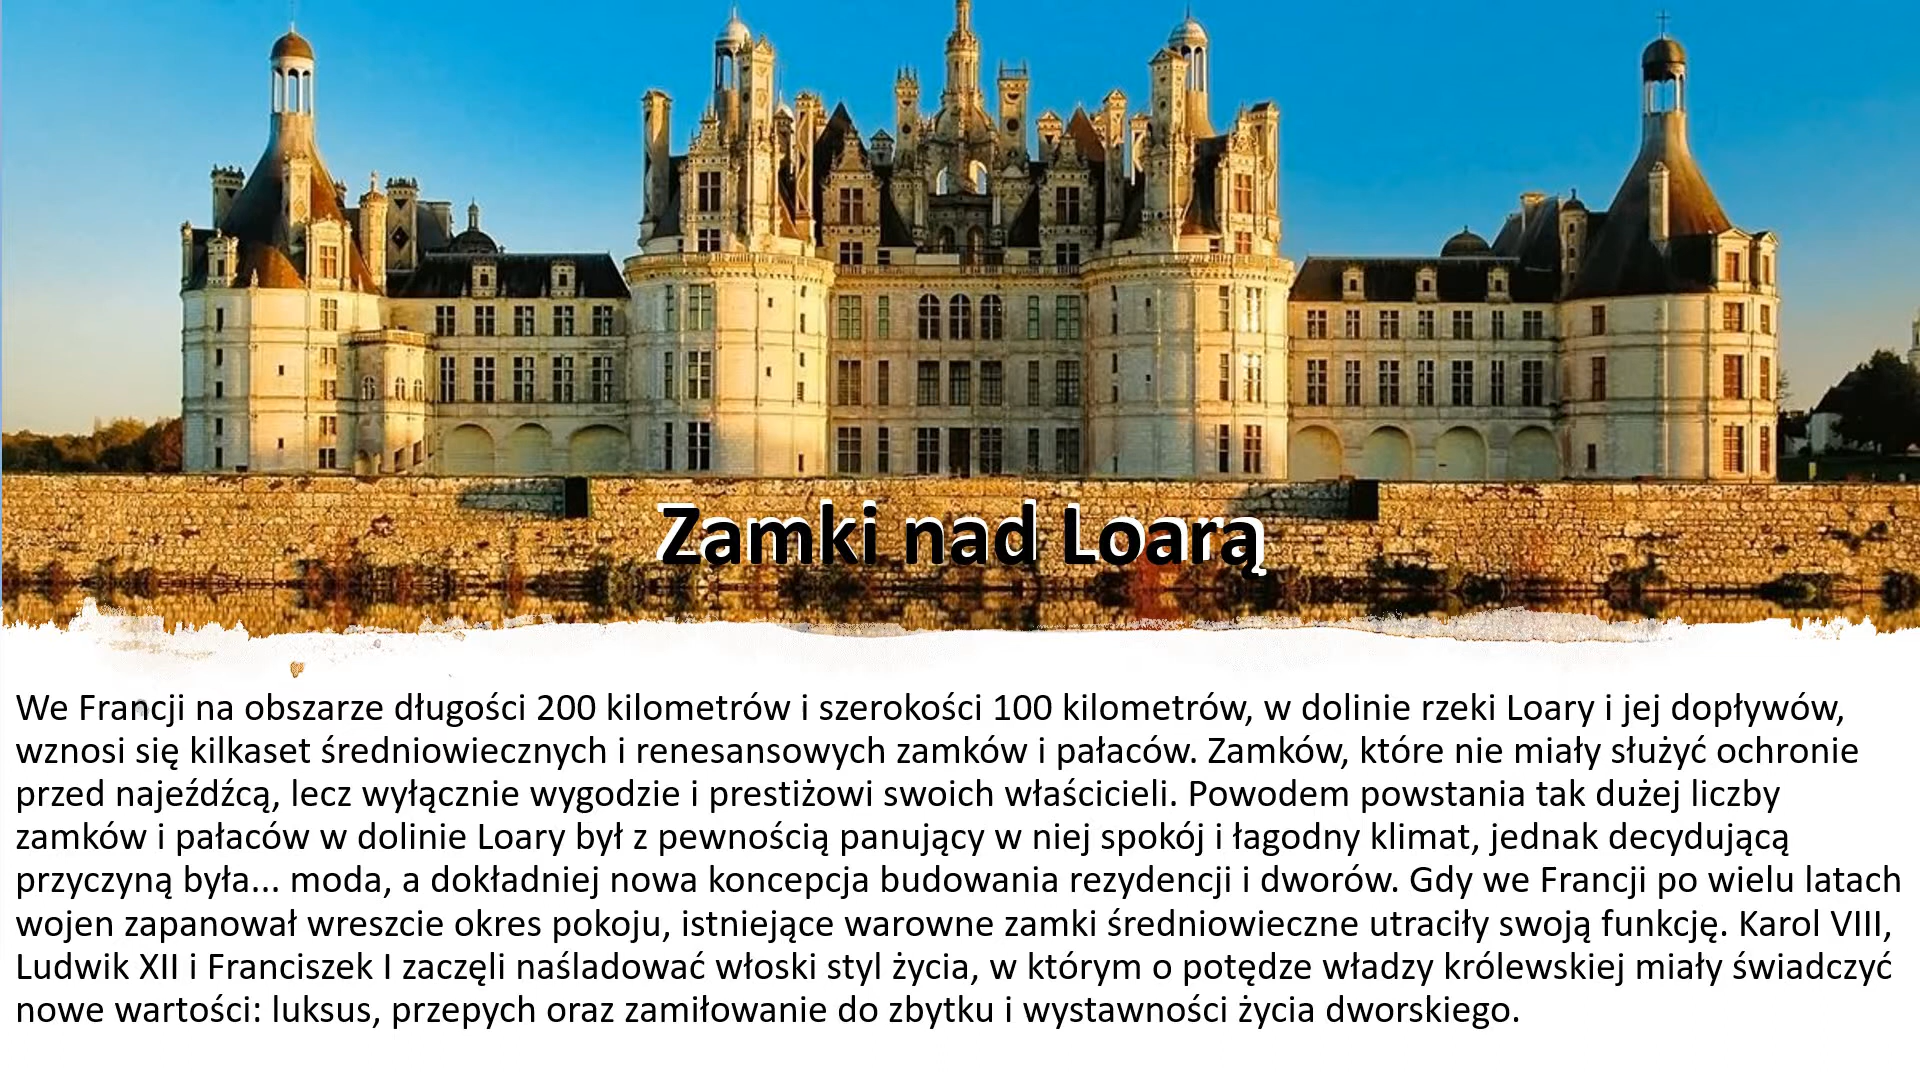 Zamki nad Loarą
We Francji na obszarze długości 200 kilometrów i szerokości 100 kilometrów, w dolinie rzeki Loary i jej dopływów,
wznosi się kilkaset średniowiecznych i renesansowych zamków i pałaców. Zamków, które nie miały służyć ochronie
przed najeźdźcą, lecz wyłącznie wygodzie i prestiżowi swoich właścicieli. Powodem powstania tak dużej liczby
zamków i pałaców w dolinie Loary był z pewnością panujący w niej spokój i łagodny klimat, jednak decydującą
przyczyną była... moda, a dokładniej nowa koncepcja budowania rezydencji i dworów. Gdy we Francji po wielu latach
wojen zapanował wreszcie okres pokoju, istniejące warowne zamki średniowieczne utraciły swoją funkcję. Karol VIII,
Ludwik XII i Franciszek I zaczęli naśladować włoski styl życia, w którym o potędze władzy królewskiej miały świadczyć
nowe wartości: luksus, przepych oraz zamiłowanie do zbytku i wystawności życia dworskiego.